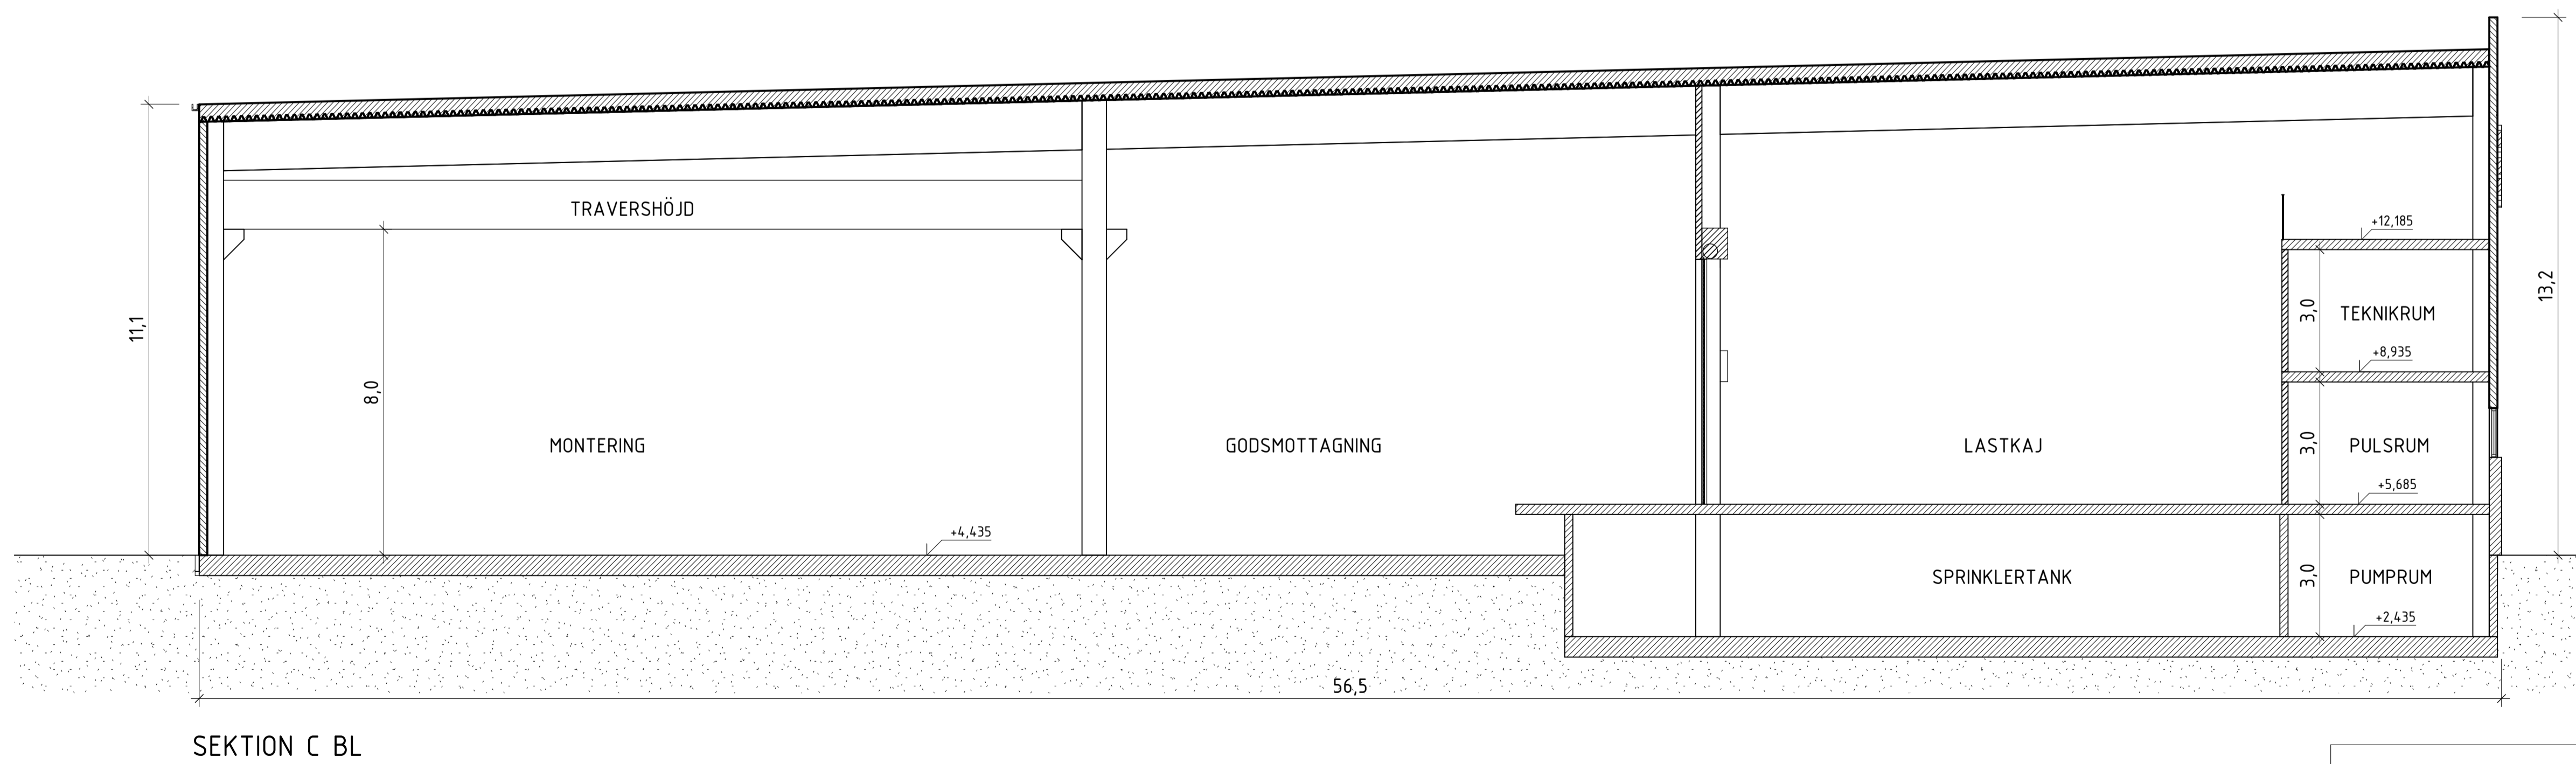 TRAVERSHÖJD
+12,185
13,2
11,1
3,0
TEKNIKRUM
+8,935
8,0
MONTERING
GODSMOTTAGNING
LASTKAJ
3,0
PULSRUM
+5,685
+4,435
SPRINKLERTANK
3,0
PUMPRUM
+2,435
56,5
SEKTION C BL